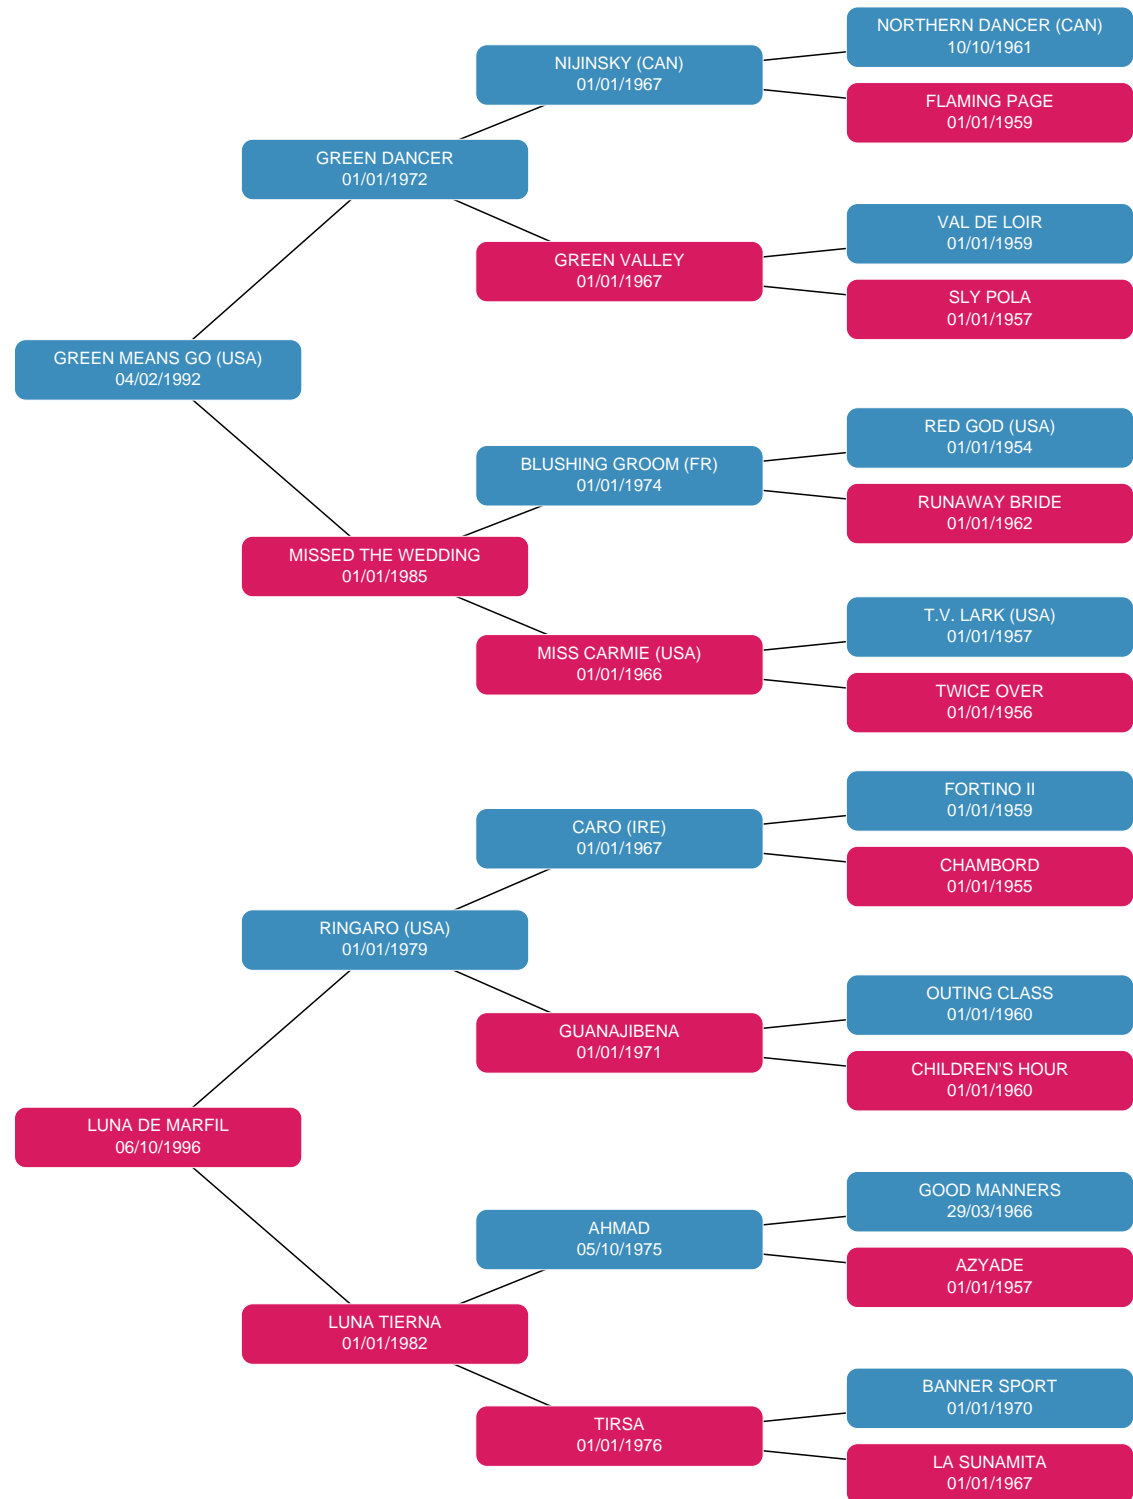 NORTHERN DANCER (CAN)
10/10/1961
NIJINSKY (CAN)
01/01/1967
FLAMING PAGE
01/01/1959
GREEN DANCER
01/01/1972
VAL DE LOIR
01/01/1959
GREEN VALLEY
01/01/1967
SLY POLA
01/01/1957
GREEN MEANS GO (USA)
04/02/1992
RED GOD (USA)
01/01/1954
BLUSHING GROOM (FR)
01/01/1974
RUNAWAY BRIDE
01/01/1962
MISSED THE WEDDING
01/01/1985
T.V. LARK (USA)
01/01/1957
MISS CARMIE (USA)
01/01/1966
TWICE OVER
01/01/1956
FORTINO II
01/01/1959
CARO (IRE)
01/01/1967
CHAMBORD
01/01/1955
RINGARO (USA)
01/01/1979
OUTING CLASS
01/01/1960
GUANAJIBENA
01/01/1971
CHILDREN'S HOUR
01/01/1960
LUNA DE MARFIL
06/10/1996
GOOD MANNERS
29/03/1966
AHMAD
05/10/1975
AZYADE
01/01/1957
LUNA TIERNA
01/01/1982
BANNER SPORT
01/01/1970
TIRSA
01/01/1976
LA SUNAMITA
01/01/1967